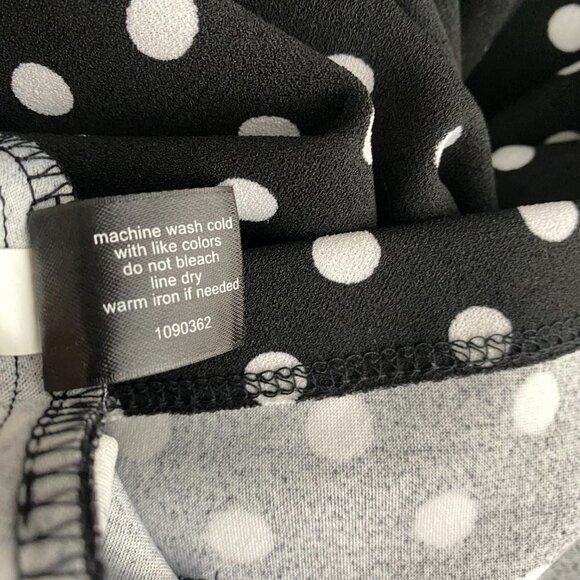 machine wash cold
with like colors
do not bleach
line dry
warm iron if needed
1090362